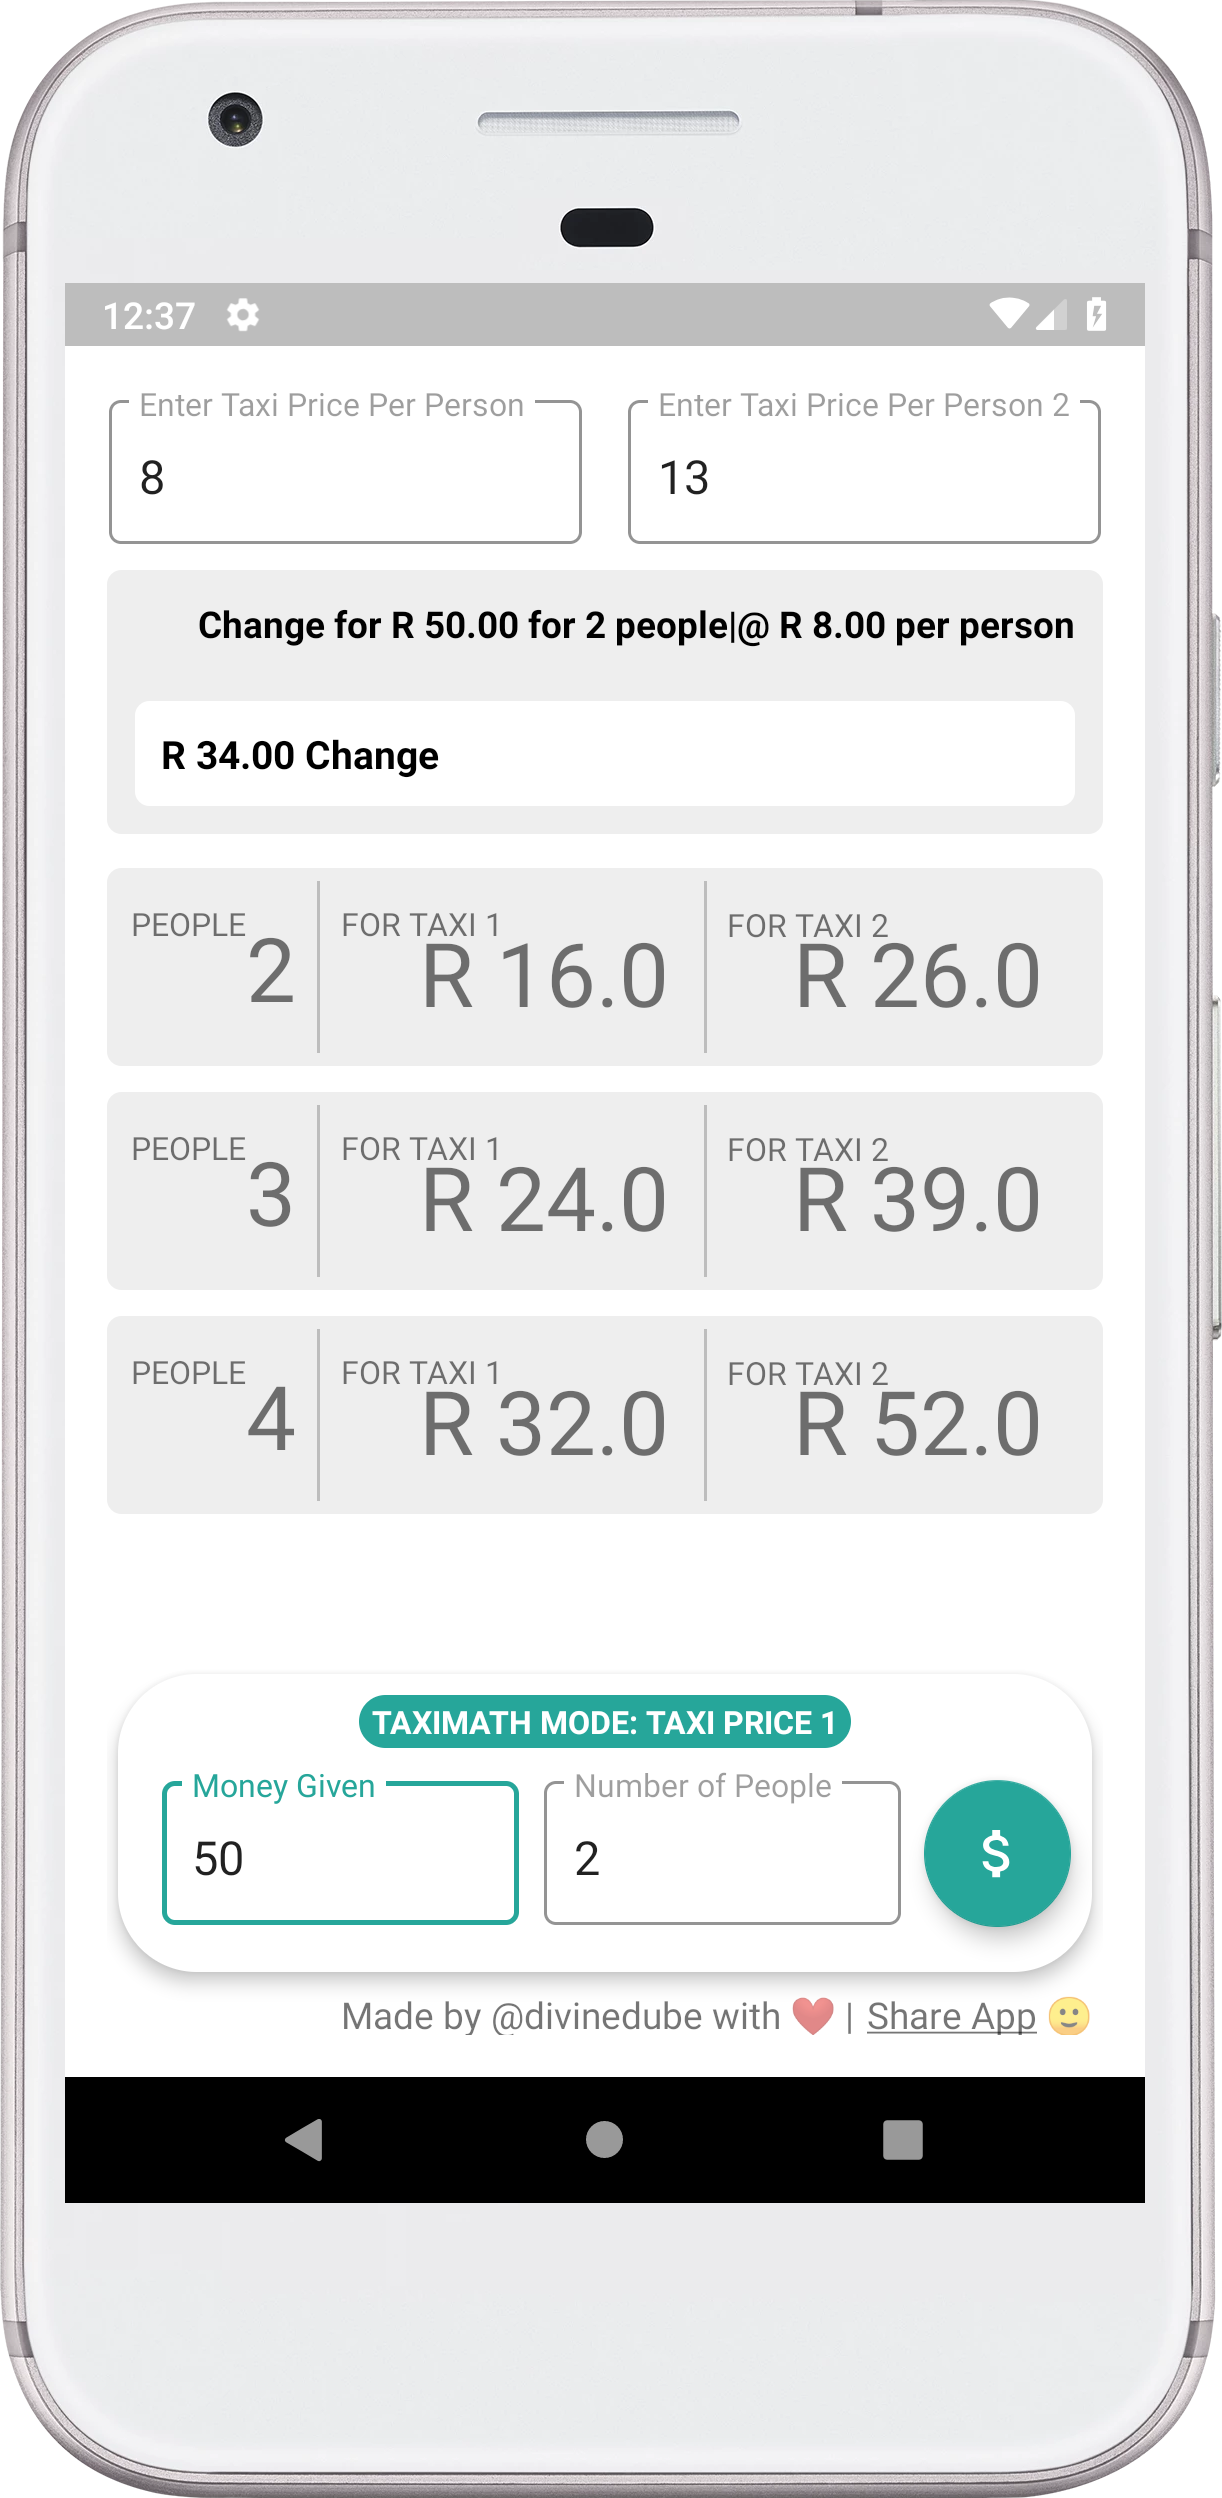 12:37
Enter Taxi Price Per Person
8
Enter Taxi Price Per Person 2
13
Change for R 50.00 for 2 people|@ R 8.00 per person
R 34.00 Change
PEOPLE
2
FOR TAXI 1
R 16.0
FOR TAXI 2
R 26.0
PEOPLE
3
FOR TAXI 1
R 24.0
FOR TAXI 2
R 39.0
PEOPLE
4
FOR TAXI 1
R 32.0
FOR TAXI 2
R 52.0
TAXIMATH MODE: TAXI PRICE 1
Money Given
50
Number of People
2
$
Made by @divinedube with ❤️ | Share App 🙂